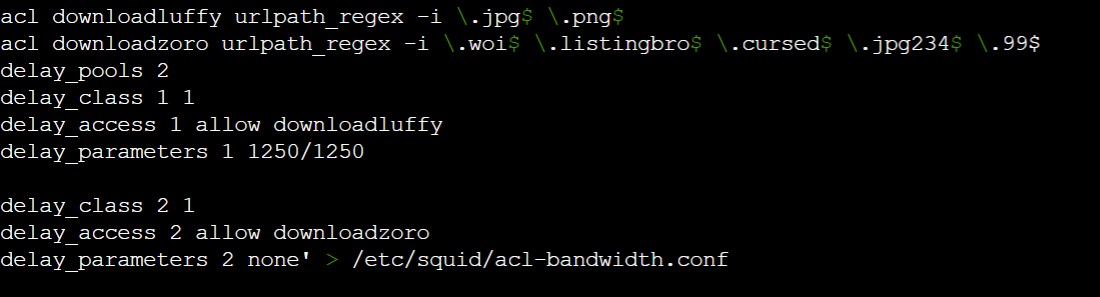 acl downloadluffy urlpath_regex -i \.jpg$ \.png$
acl downloadzoro urlpath_regex -i \.woi$ \.listingbro$ \.cursed$ \.jpg234$ \.99$
delay_pools 2
delay_class 1 1
delay_access 1 allow downloadluffy
delay_parameters 1 1250/1250
delay_class 2 1
delay_access 2 allow downloadzoro
delay_parameters 2 none' > /etc/squid/acl-bandwidth.conf